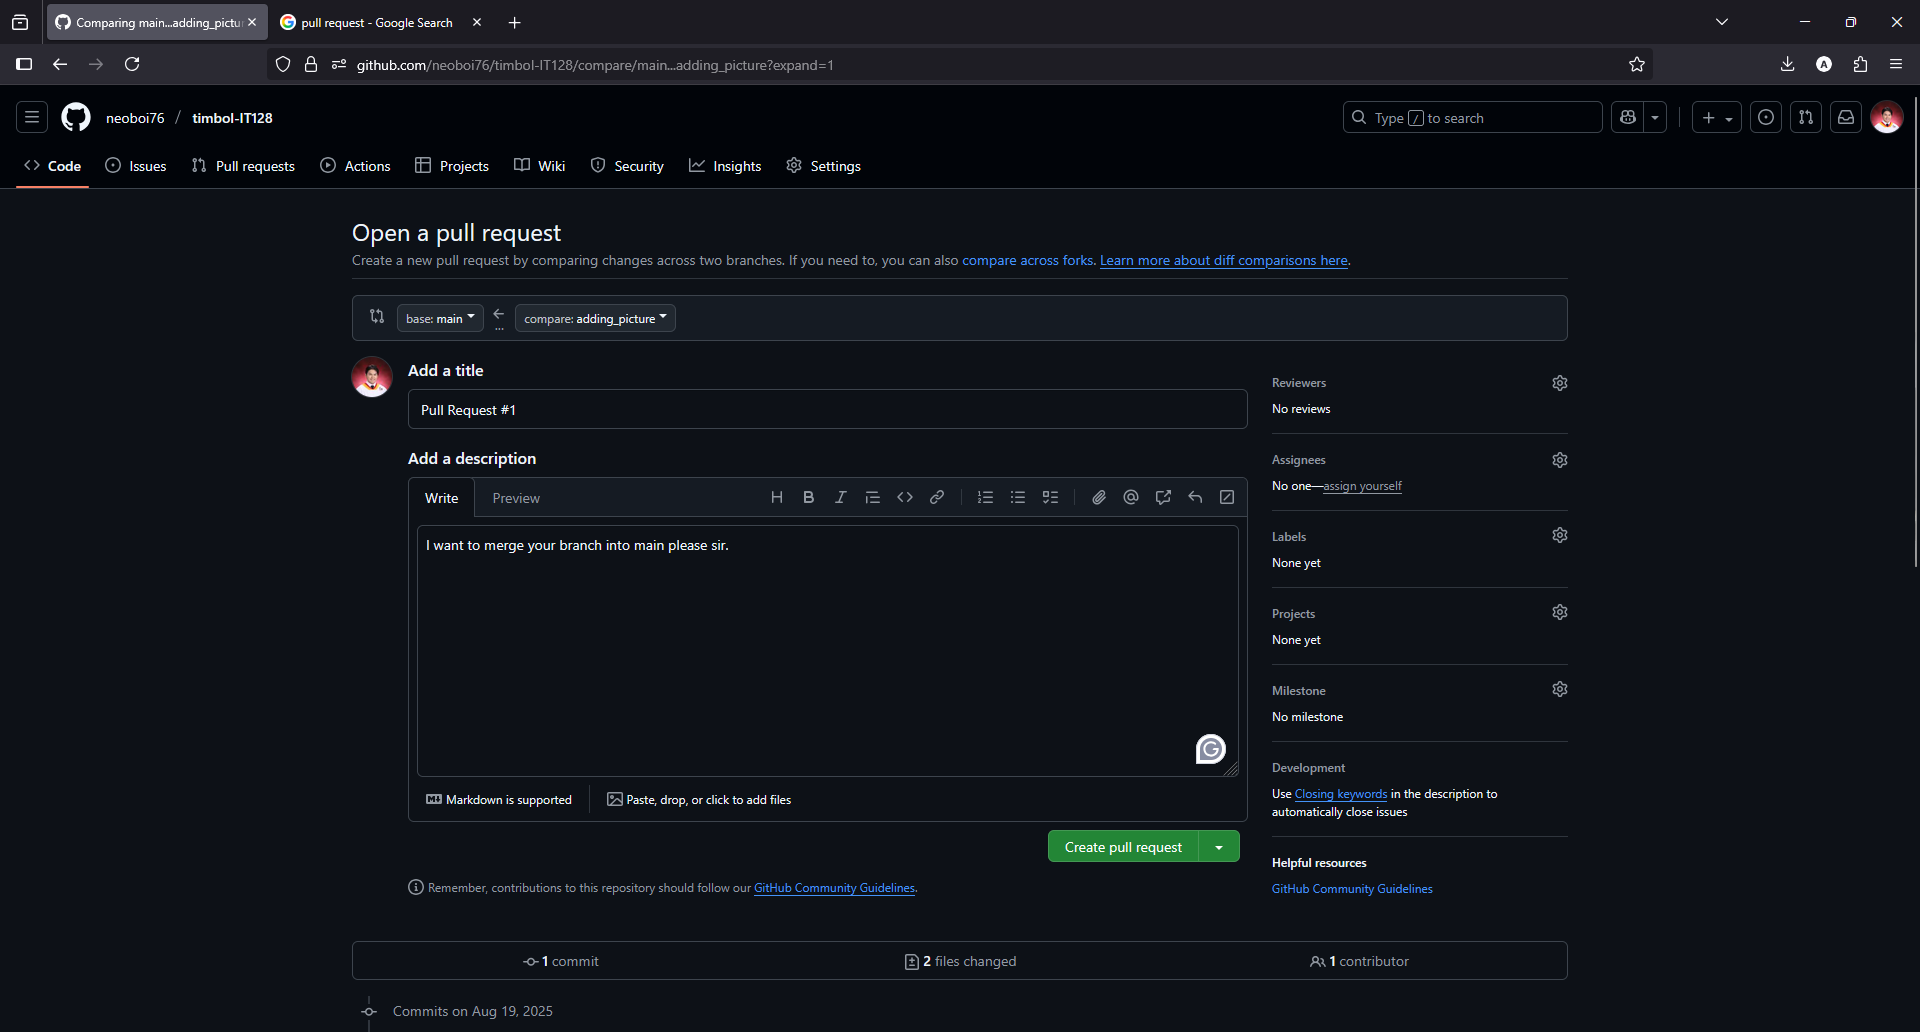 Comparing main...adding_pictu
pull request - Google Search
github.com/neoboi76/timbol-IT128/compare/main...adding_picture?expand=1
A
neoboi76 / timbol-IT128
Type / to search
Code
Issues
Pull requests
Actions
Projects
Wiki
Security
Insights
Settings
Open a pull request
Create a new pull request by comparing changes across two branches. If you need to, you can also compare across forks. Learn more about diff comparisons here.
base: main
...
compare: adding_picture
Add a title
Pull Request #1
Add a description
Write
Preview
I want to merge your branch into main please sir.
Markdown is supported
Paste, drop, or click to add files
Create pull request
Remember, contributions to this repository should follow our GitHub Community Guidelines.
Reviewers
No reviews
Assignees
No one—assign yourself
Labels
None yet
Projects
None yet
Milestone
No milestone
Development
Use Closing keywords in the description to
automatically close issues
Helpful resources
GitHub Community Guidelines
1 commit
2 files changed
1 contributor
Commits on Aug 19, 2025